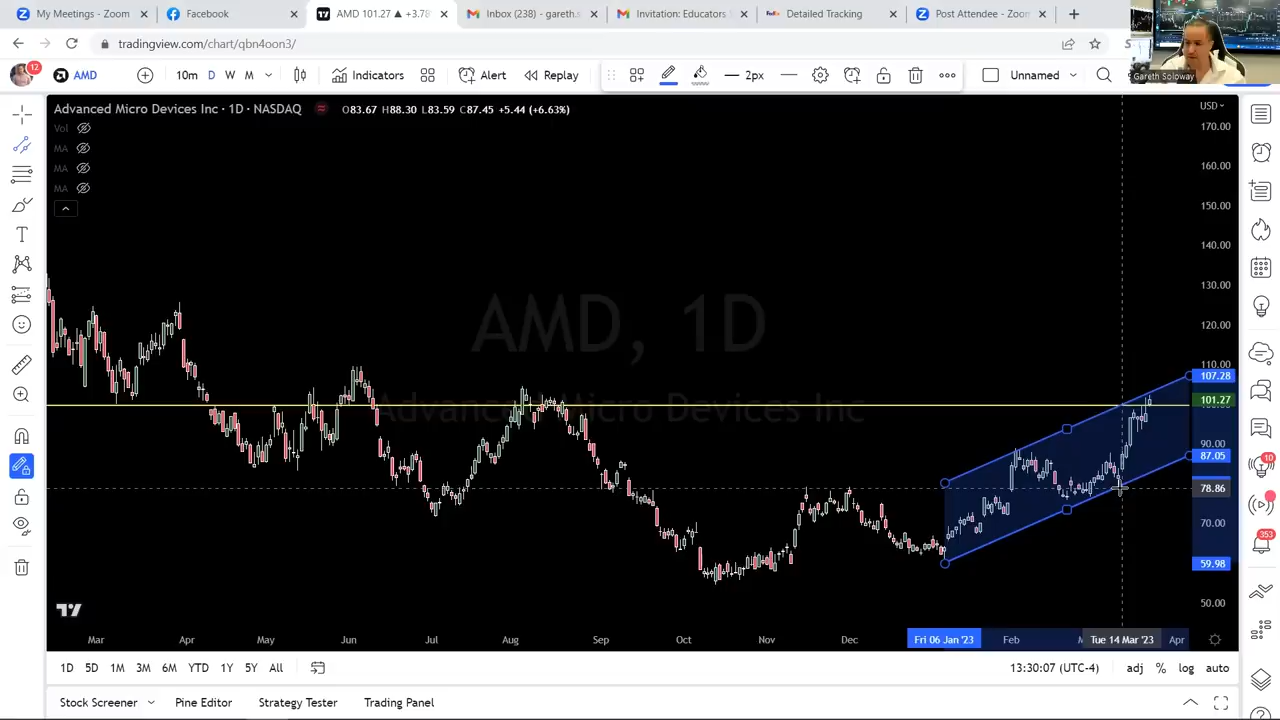 My Meetings - Zoom
Facebook
AMD 101.27 ▲ +3.78%
Invitation: Educators
Detailed Tracking
Post Attendee - Zoom
tradingview.com/chart/qbn4oon3/
Gareth Soloway
12
AMD
10m
D
W
M
Indicators
Alert
Replay
2px
Unnamed
Advanced Micro Devices Inc · 1D · NASDAQ
O83.67 H88.30 L83.59 C87.45 +5.44
USD
Vol
MA
MA
MA
170.00
160.00
150.00
140.00
130.00
120.00
110.00
107.28
101.27
90.00
87.05
78.86
70.00
59.98
50.00
AMD, 1D
Advanced Micro Devices Inc
10
353
Mar
Apr
May
Jun
Jul
Aug
Sep
Oct
Nov
Dec
Fri 06 Jan '23
Feb
Tue 14 Mar '23
Apr
1D
5D
1M
3M
6M
YTD
1Y
5Y
All
13:30:07 (UTC-4)
adj
%
log
auto
Stock Screener
Pine Editor
Strategy Tester
Trading Panel